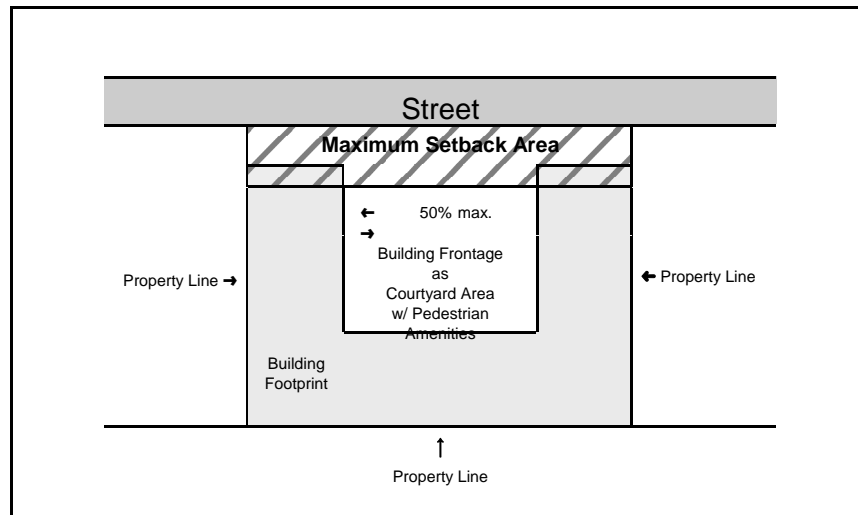 Street
Maximum Setback Area
← 50% max.
→
Building Frontage
as
Courtyard Area
w/ Pedestrian
Amenities
Property Line →
← Property Line
Building
Footprint
↑
Property Line